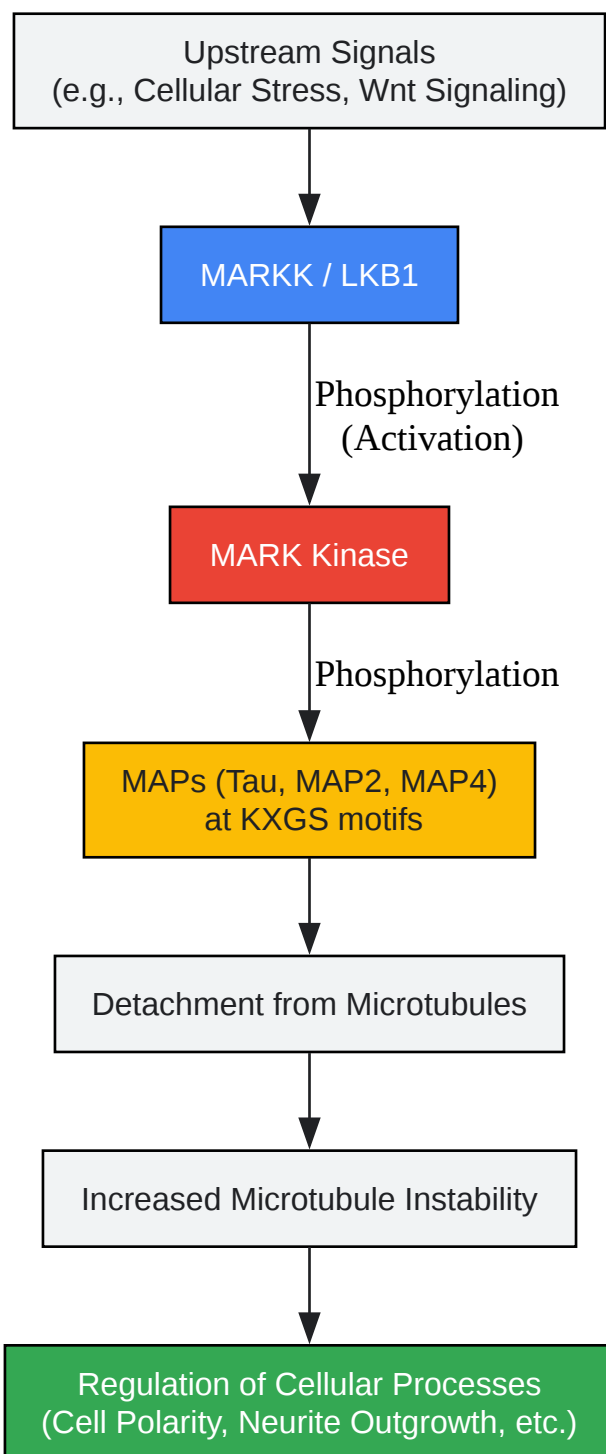 Upstream Signals
(e.g., Cellular Stress, Wnt Signaling)
MARKK / LKB1
Phosphorylation
(Activation)
MARK Kinase
Phosphorylation
MAPs (Tau, MAP2, MAP4)
at KXGS motifs
Detachment from Microtubules
Increased Microtubule Instability
Regulation of Cellular Processes
(Cell Polarity, Neurite Outgrowth, etc.)